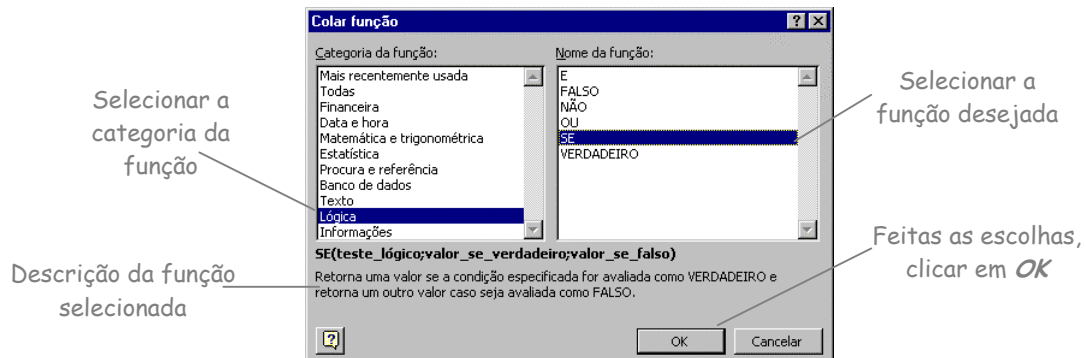 Colar função
Categoria da função:
Mais recentemente usada
Todas
Financeira
Data e hora
Matemática e trigonométrica
Estatística
Procura e referência
Banco de dados
Texto
Lógica
Informações
Nome da função:
E
FALSO
NÃO
OU
SE
VERDADEIRO
SE(teste_lógico;valor_se_verdadeiro;valor_se_falso)
Retorna uma valor se a condição especificada for avaliada como VERDADEIRO e
retorna um outro valor caso seja avaliada como FALSO.
OK
Cancelar
Selecionar a
categoria da
função
Descrição da função
selecionada
Selecionar a
função desejada
Feitas as escolhas,
clicar em OK